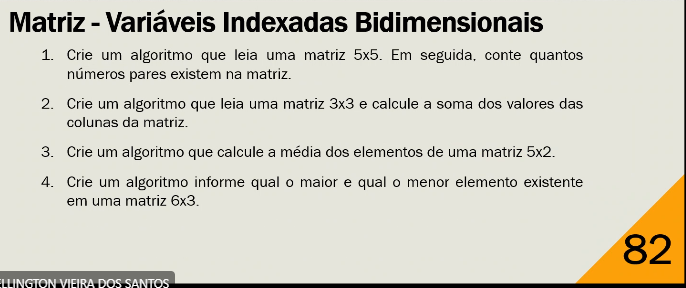 Matriz - Variáveis Indexadas Bidimensionais
1. Crie um algoritmo que leia uma matriz 5x5. Em seguida, conte quantos
números pares existem na matriz.
2. Crie um algoritmo que leia uma matriz 3x3 e calcule a soma dos valores das
colunas da matriz.
3. Crie um algoritmo que calcule a média dos elementos de uma matriz 5x2.
4. Crie um algoritmo informe qual o maior e qual o menor elemento existente
em uma matriz 6x3.
82
ELLINGTON VIEIRA DOS SANTOS